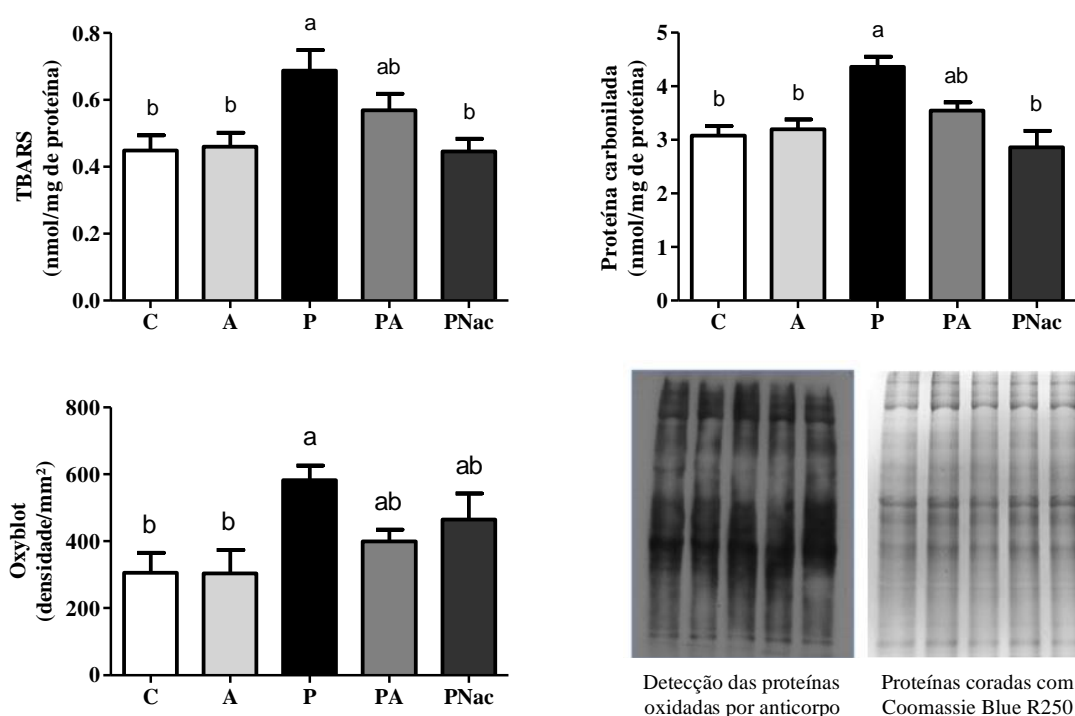 TBARS
(nmol/mg de proteína)
0.8
0.6
0.4
0.2
0.0
b
b
a
ab
b
C A P PA PNac
Proteína carbonilada
(nmol/mg de proteína)
5
4
3
2
1
0
b
b
a
ab
b
C A P PA PNac
Oxyblot
(densidade/mm²)
800
600
400
200
0
b
b
a
ab
ab
C A P PA PNac
Detecção das proteínas
oxidadas por anticorpo
Proteínas coradas com
Coomassie Blue R250